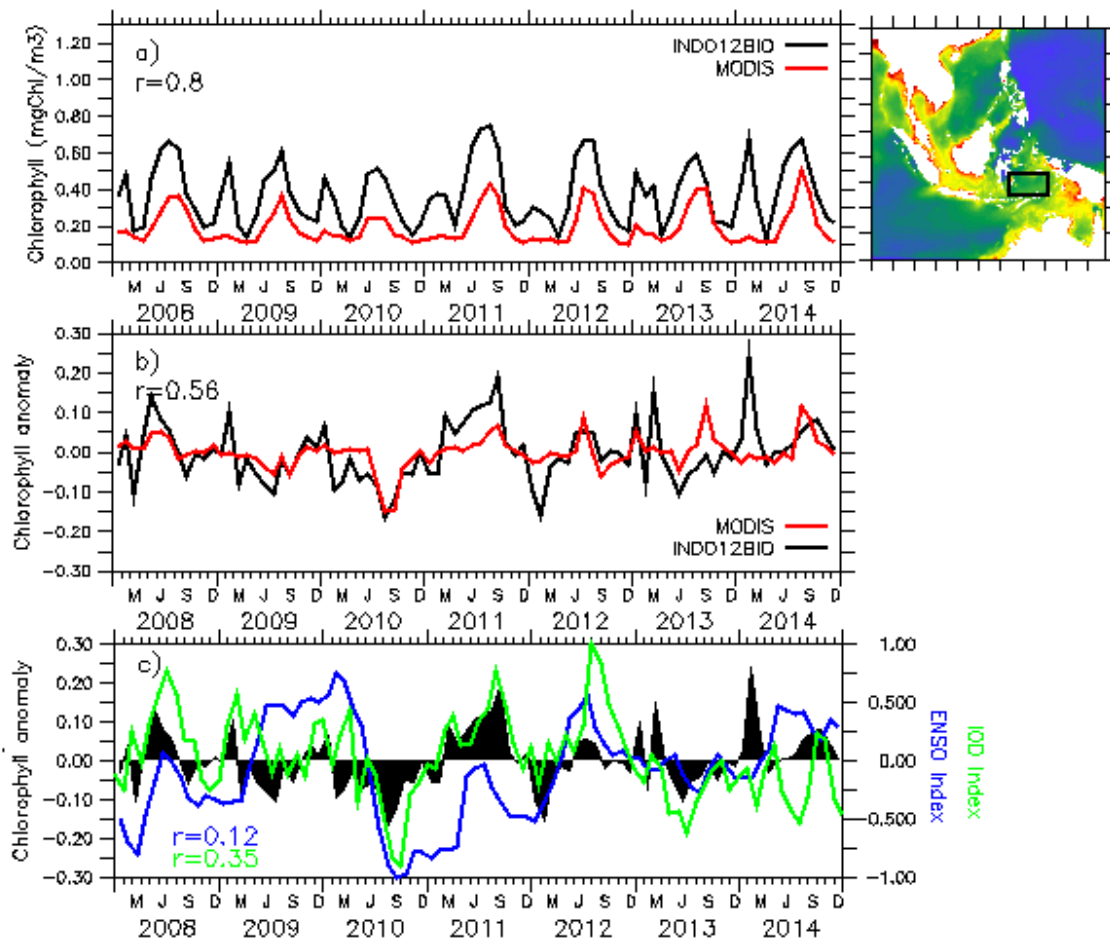 a)
r=0.8
INDO12BIO
MODIS
Chlorophyll (mgChl/m3)
1.20
1.00
0.80
0.60
0.40
0.20
0.00
M J S D M J S D M J S D M J S D M J S D M J S D M J S D
2008 2009 2010 2011 2012 2013 2014
b)
r=0.56
Chlorophyll anomaly
0.30
0.20
0.10
0.00
-0.10
-0.20
-0.30
MODIS
INDO12BIO
M J S D M J S D M J S D M J S D M J S D M J S D M J S D
2008 2009 2010 2011 2012 2013 2014
c)
Chlorophyll anomaly
0.30
0.20
0.10
0.00
-0.10
-0.20
-0.30
r=0.12
r=0.35
1.00
0.500
0.00
-0.500
-1.00
ENSO Index
IOD Index
D M J S D M J S D M J S D M J S D M J S D M J S D M J S D
2008 2009 2010 2011 2012 2013 2014